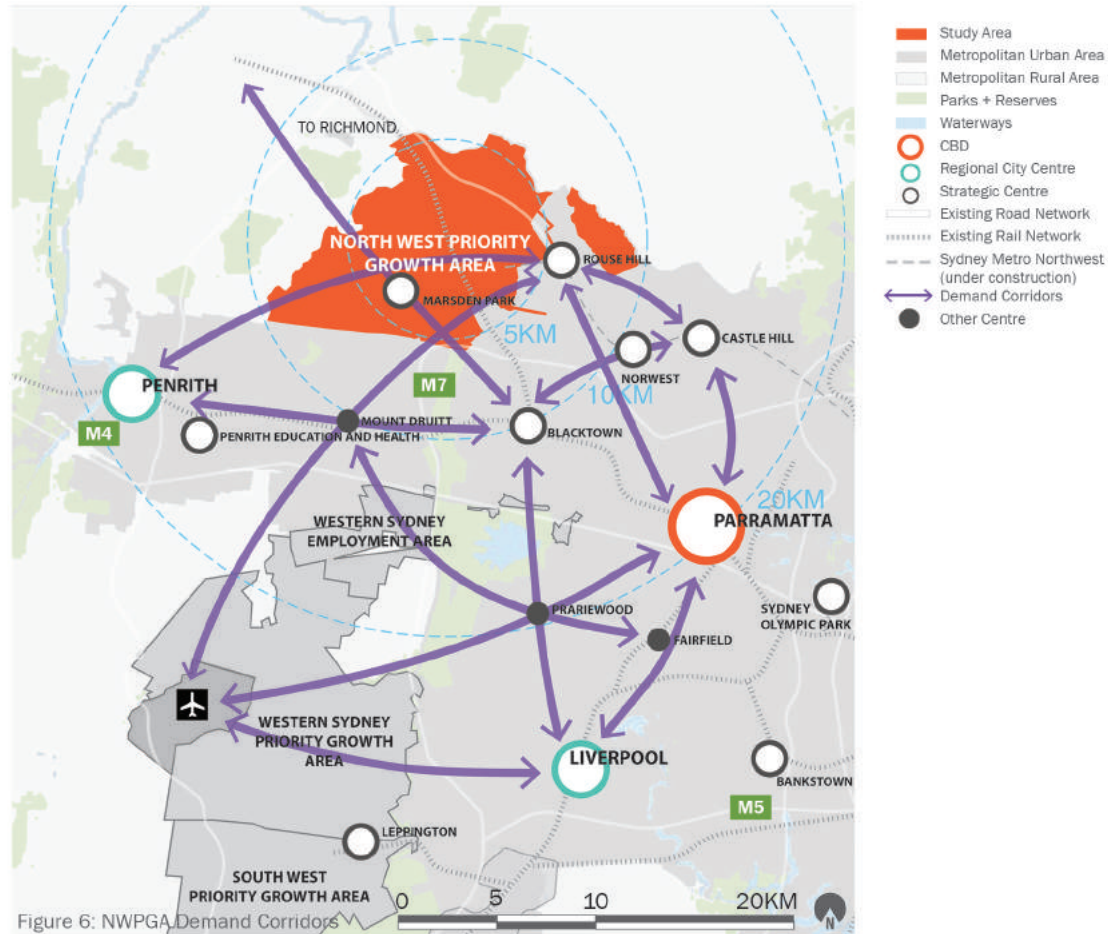 TO RICHMOND
NORTH WEST PRIORITY
GROWTH AREA
ROUSE HILL
MARSDEN PARK
5KM
CASTLE HILL
NORWEST
M7
PENRITH
10KM
MOUNT DRUITT
M4
PENRITH EDUCATION AND HEALTH
BLACKTOWN
20KM
PARRAMATTA
WESTERN SYDNEY
EMPLOYMENT AREA
PRARIEWOOD
SYDNEY
OLYMPIC PARK
FAIRFIELD
WESTERN SYDNEY
PRIORITY GROWTH
AREA
LIVERPOOL
BANKSTOWN
M5
LEPPINGTON
SOUTH WEST
PRIORITY GROWTH AREA
0 5 10 20KM
N
Figure 6: NWPGA Demand Corridors
Study Area
Metropolitan Urban Area
Metropolitan Rural Area
Parks + Reserves
Waterways
CBD
Regional City Centre
Strategic Centre
Existing Road Network
Existing Rail Network
Sydney Metro Northwest
(under construction)
Demand Corridors
Other Centre